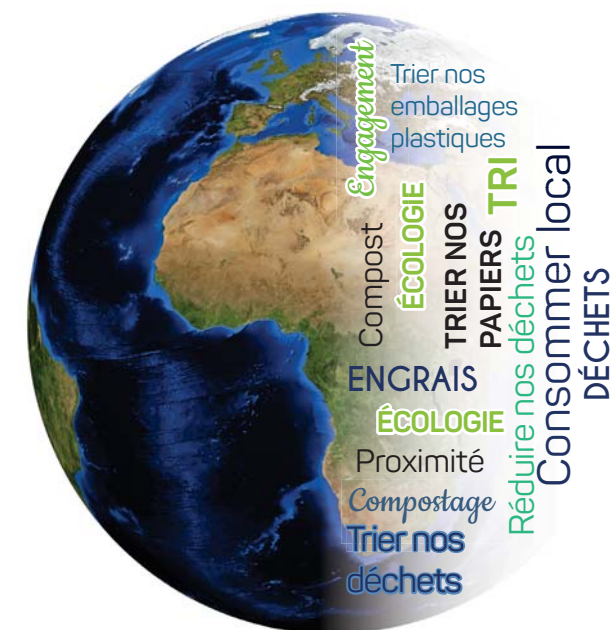 Engagement
Trier nos
emballages
plastiques
TRI
Compost
ÉCOLOGIE
TRIER NOS
PAPIERS
Réduire nos déchets
Consommer local
DÉCHETS
ENGRAIS
ÉCOLOGIE
Proximité
Compostage
Trier nos
déchets